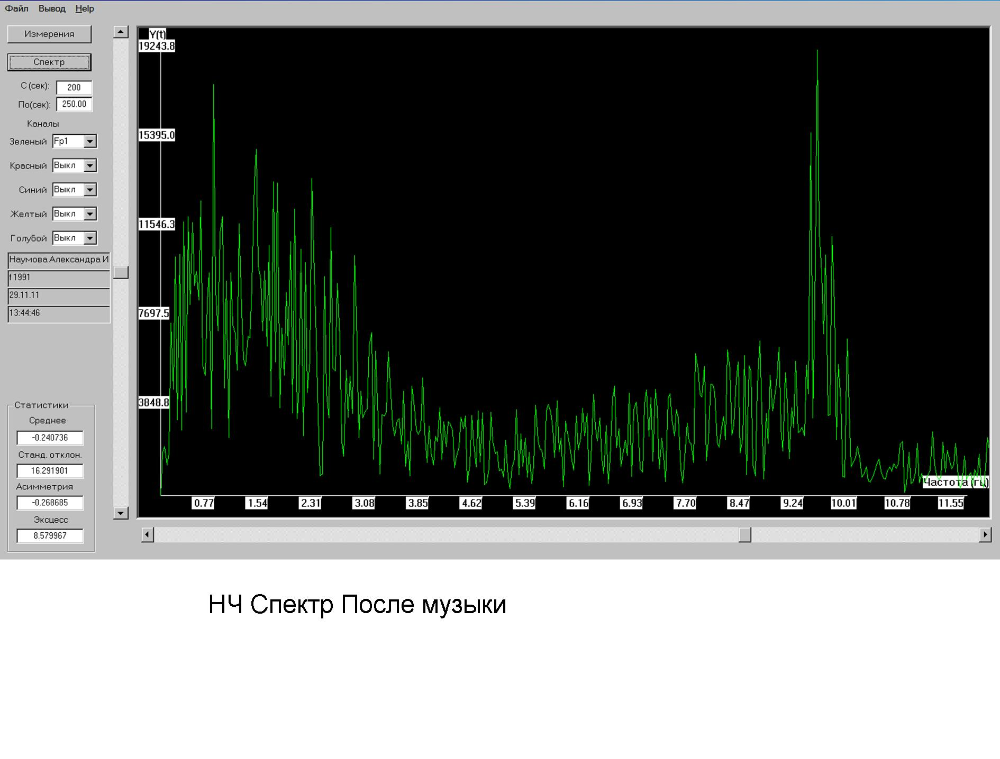 Файл Вывод Help
Измерения
Спектр
С (сек): 200
По(сек): 250.00
Каналы
Зеленый Fp1
Красный Выкл
Синий Выкл
Желтый Выкл
Голубой Выкл
Наумова Александра И
f1991
29.11.11
13:44:46
Статистики
Среднее
-0.240736
Станд. отклон.
16.291901
Асимметрия
-0.268685
Эксцесс
8.579967
Y(t)
19243.8
15395.0
11546.3
7697.5
3848.8
Частота (гц)
0.77 1.54 2.31 3.08 3.85 4.62 5.39 6.16 6.93 7.70 8.47 9.24 10.01 10.78 11.55
НЧ Спектр После музыки